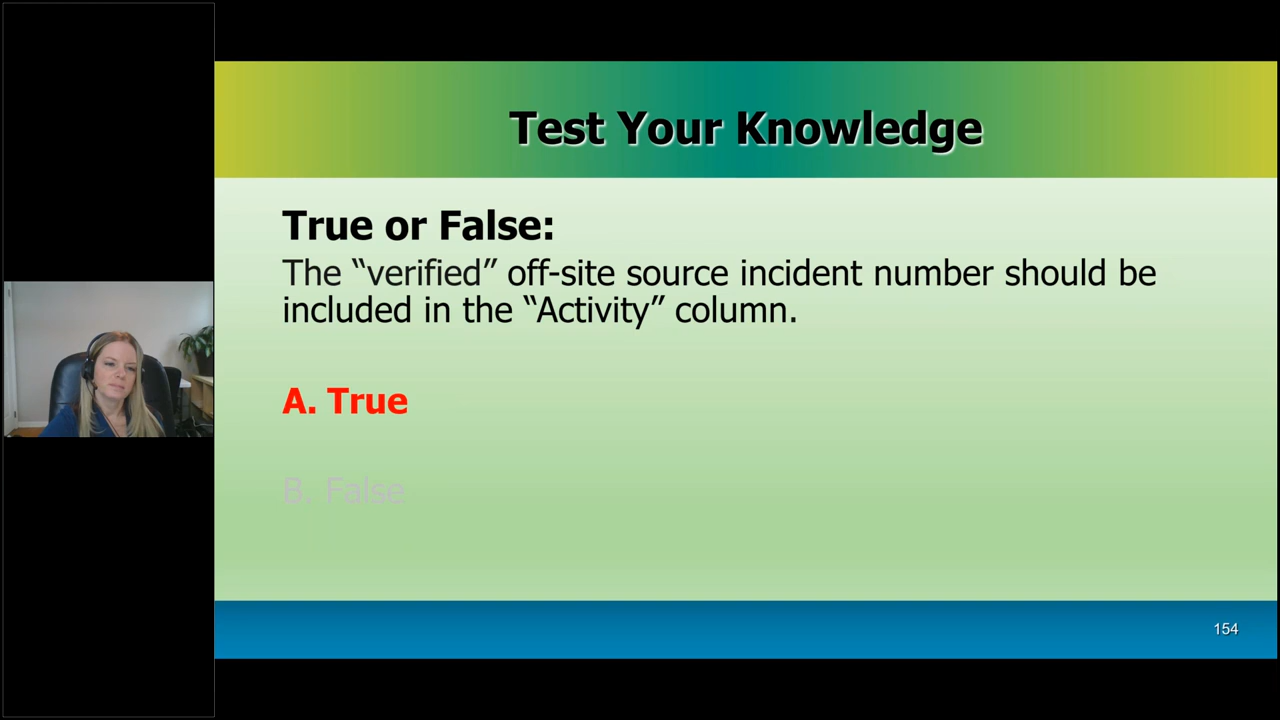 Test Your Knowledge
True or False:
The “verified” off-site source incident number should be
included in the “Activity” column.
A. True
B. False
154